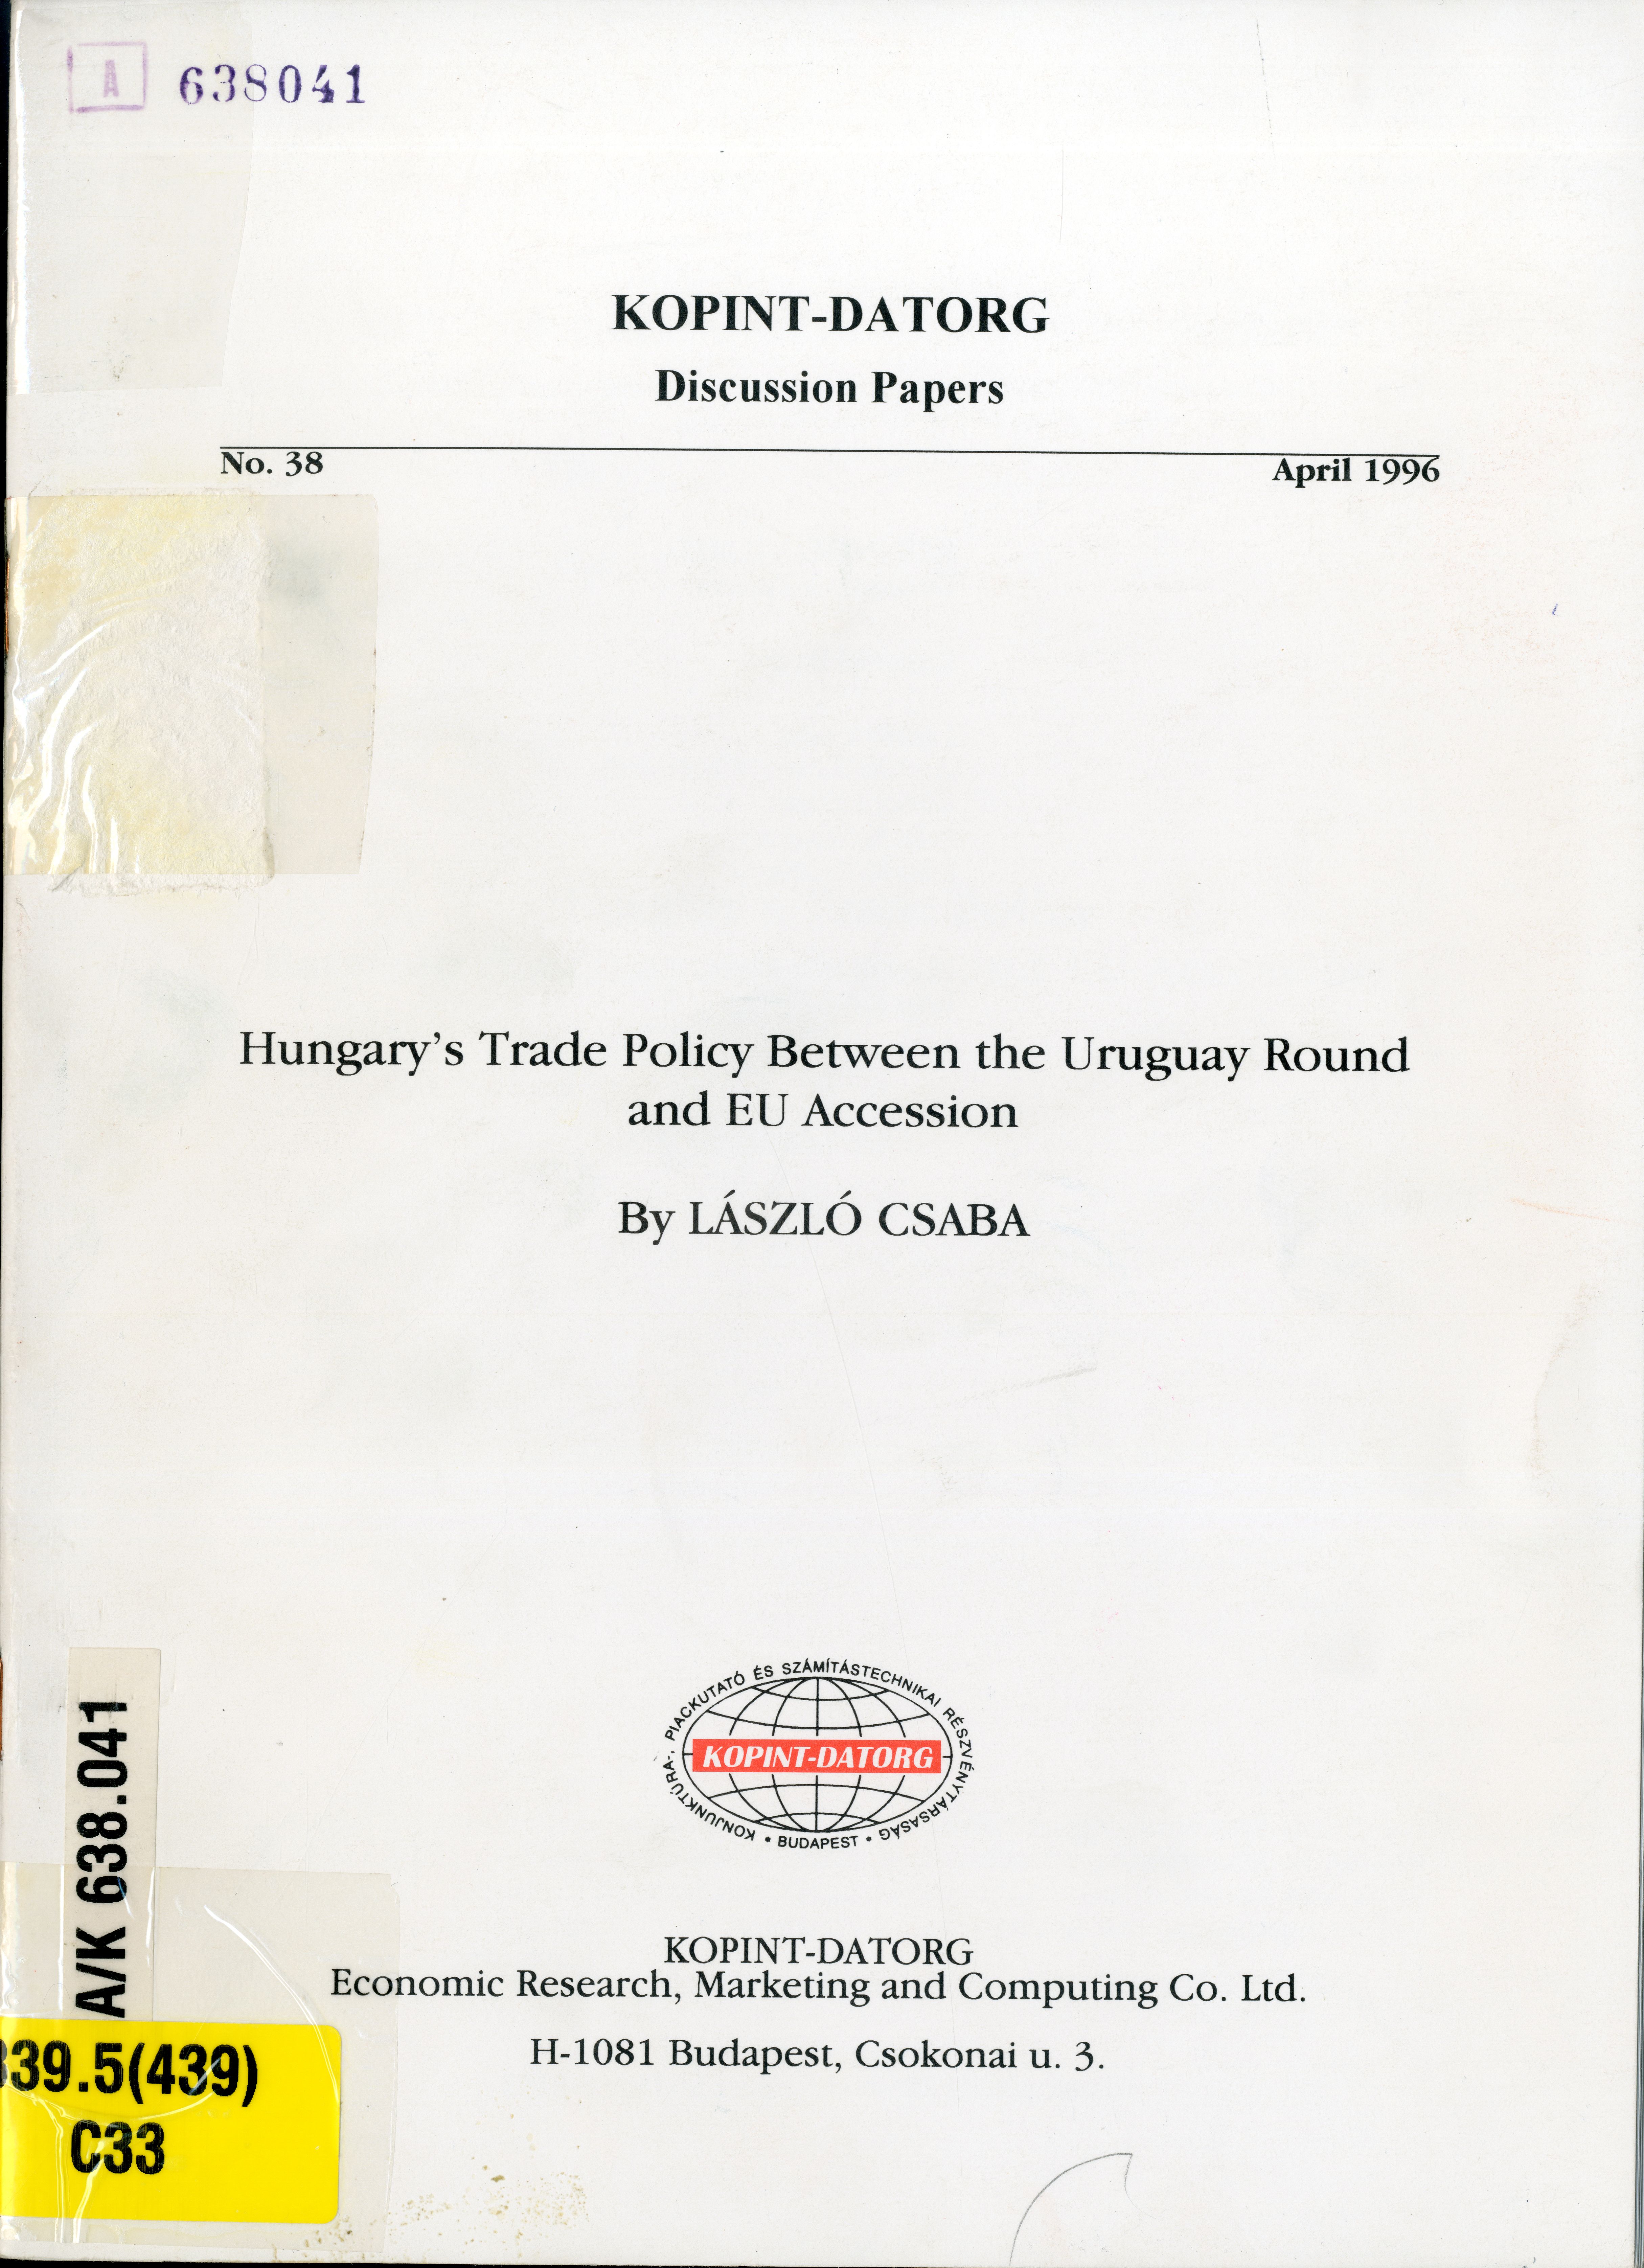 A 638041
KOPINT-DATORG
Discussion Papers
No. 38 April 1996
Hungary's Trade Policy Between the Uruguay Round
and EU Accession
By LÁSZLÓ CSABA
KONJUNKTÚRA-, PIACKUTATÓ ÉS SZÁMÍTÁSTECHNIKAI RÉSZVÉNYTÁRSASÁG
• BUDAPEST •
KOPINT-DATORG
KOPINT-DATORG
Economic Research, Marketing and Computing Co. Ltd.
H-1081 Budapest, Csokonai u. 3.
A/K 638.041
39.5(439)
C33